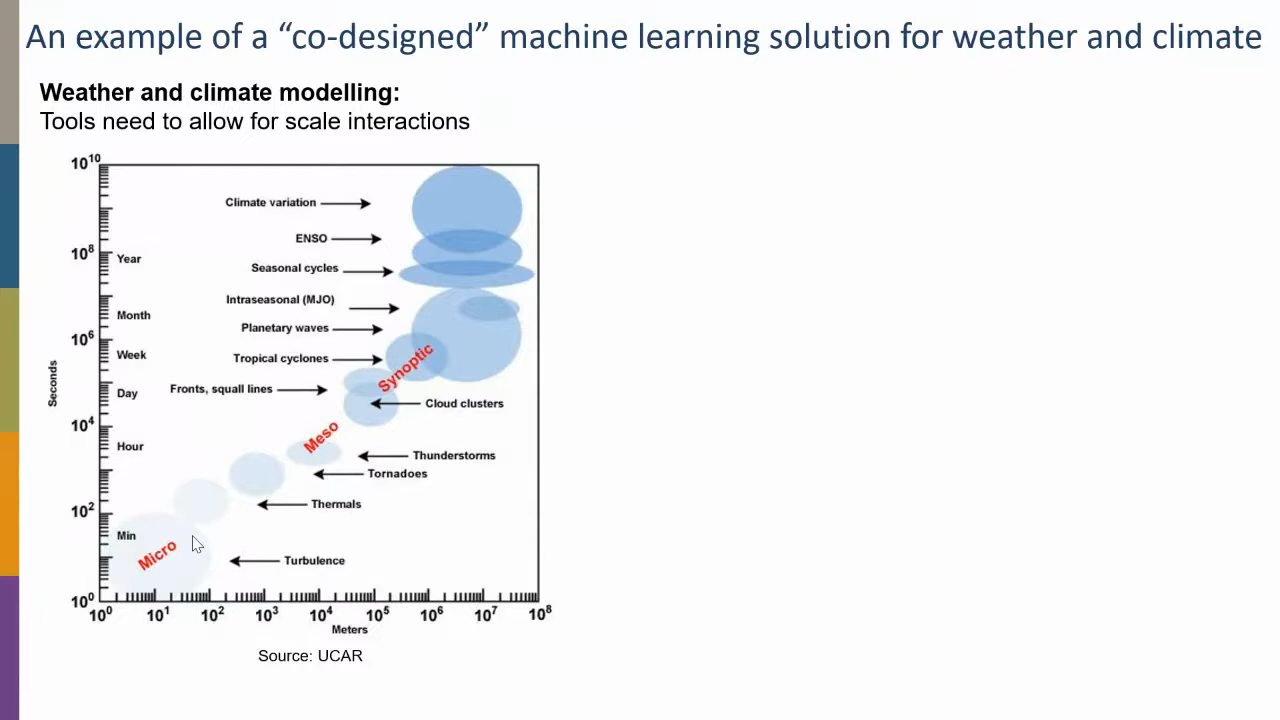 An example of a “co-designed” machine learning solution for weather and climate
Weather and climate modelling:
Tools need to allow for scale interactions
10^10
Climate variation
ENSO
10^8
Year
Seasonal cycles
Intraseasonal (MJO)
Month
Planetary waves
10^6
Week
Tropical cyclones
Synoptic
Seconds
Day
Fronts, squall lines
Cloud clusters
10^4
Meso
Hour
Thunderstorms
Tornadoes
10^2
Thermals
Min
Micro
Turbulence
10^0
10^0 10^1 10^2 10^3 10^4 10^5 10^6 10^7 10^8
Meters
Source: UCAR